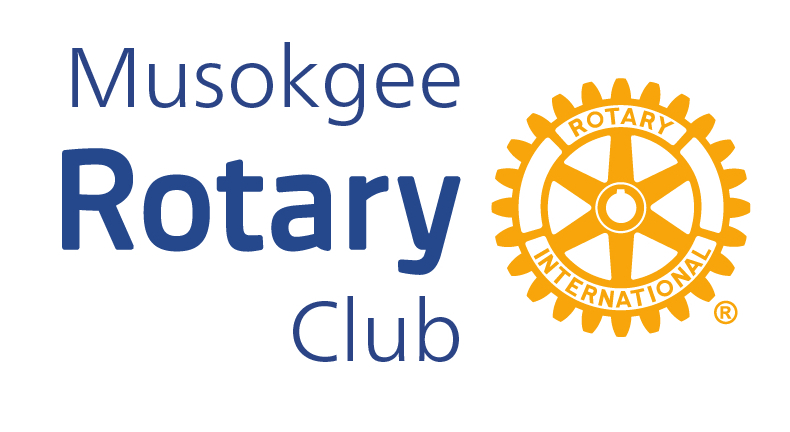 Musokgee
Rotary
Club
ROTARY
INTERNATIONAL
®